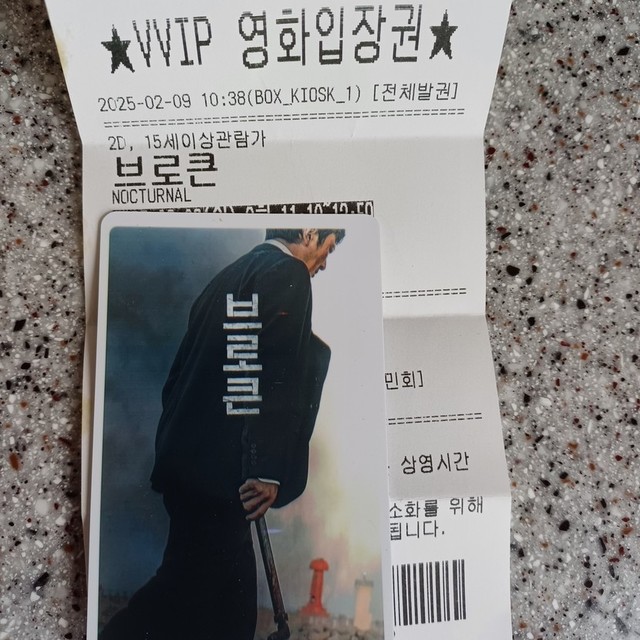 ★VVIP 영화입장권★
2025-02-09 10:38(BOX_KIOSK_1) [전체발권]
2D, 15세이상관람가
브로큰
NOCTURNAL
브로큰
민회]
상영시간
소화를 위해
됩니다.